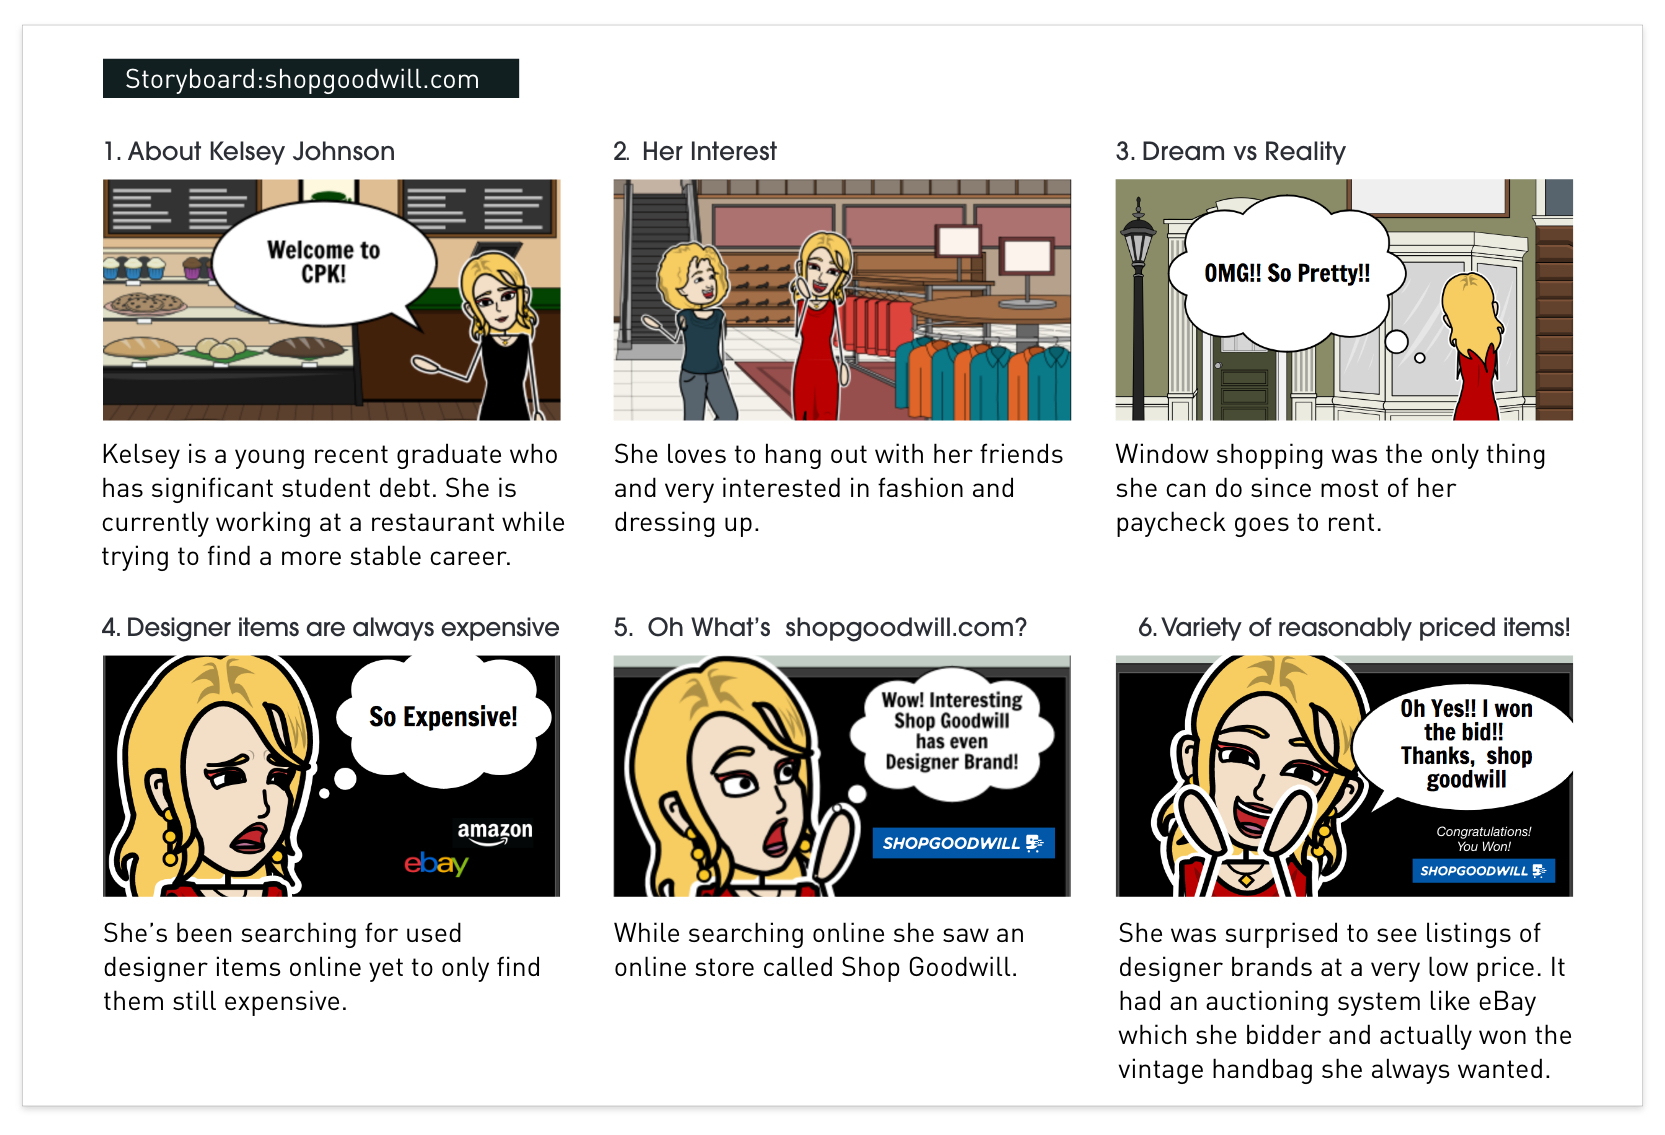 Storyboard:shopgoodwill.com
1. About Kelsey Johnson
Welcome to
CPK!
Kelsey is a young recent graduate who
has significant student debt. She is
currently working at a restaurant while
trying to find a more stable career.
2. Her Interest
She loves to hang out with her friends
and very interested in fashion and
dressing up.
3. Dream vs Reality
OMG!! So Pretty!!
Window shopping was the only thing
she can do since most of her
paycheck goes to rent.
4. Designer items are always expensive
So Expensive!
amazon
ebay
She's been searching for used
designer items online yet to only find
them still expensive.
5. Oh What's shopgoodwill.com?
Wow! Interesting
Shop Goodwill
has even
Designer Brand!
SHOPGOODWILL
While searching online she saw an
online store called Shop Goodwill.
6. Variety of reasonably priced items!
Oh Yes!! I won
the bid!!
Thanks, shop
goodwill
Congratulations!
You Won!
SHOPGOODWILL
She was surprised to see listings of
designer brands at a very low price. It
had an auctioning system like eBay
which she bidder and actually won the
vintage handbag she always wanted.